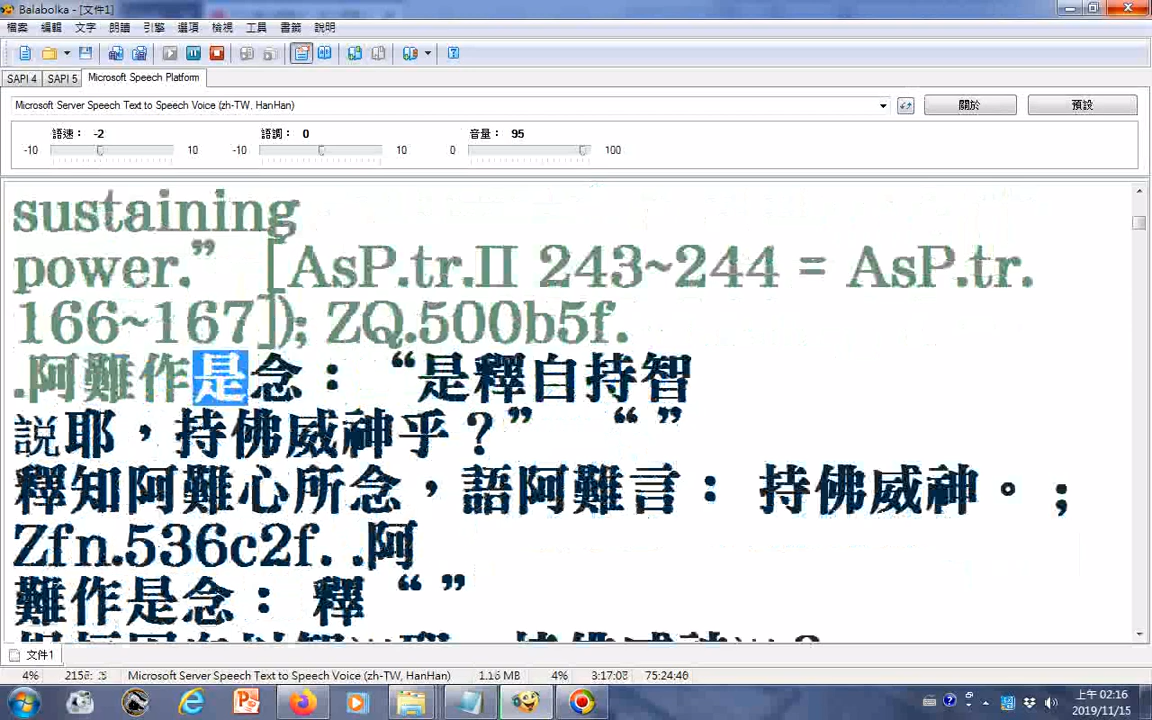 Balabolka - [文件1]
檔案 編輯 文字 朗讀 引擎 選項 檢視 工具 書籤 說明
SAPI 4 SAPI 5 Microsoft Speech Platform
Microsoft Server Speech Text to Speech Voice (zh-TW, HanHan) 關於 預設
語速： -2 語調： 0 音量： 95
-10 10 -10 10 0 100
sustaining
power.” [AsP.tr.II 243~244 = AsP.tr.
166~167]); ZQ.500b5f.
.阿難作是念： “是釋自持智
説耶，持佛威神乎？” “ ”
釋知阿難心所念，語阿難言： 持佛威神。;
Zfn.536c2f. .阿
難作是念： 釋 “ ”
文件1
4% Microsoft Server Speech Text to Speech Voice (zh-TW, HanHan) 1.16 MB 4% 3:17:08 75:24:40
上午 02:16
2019/11/15